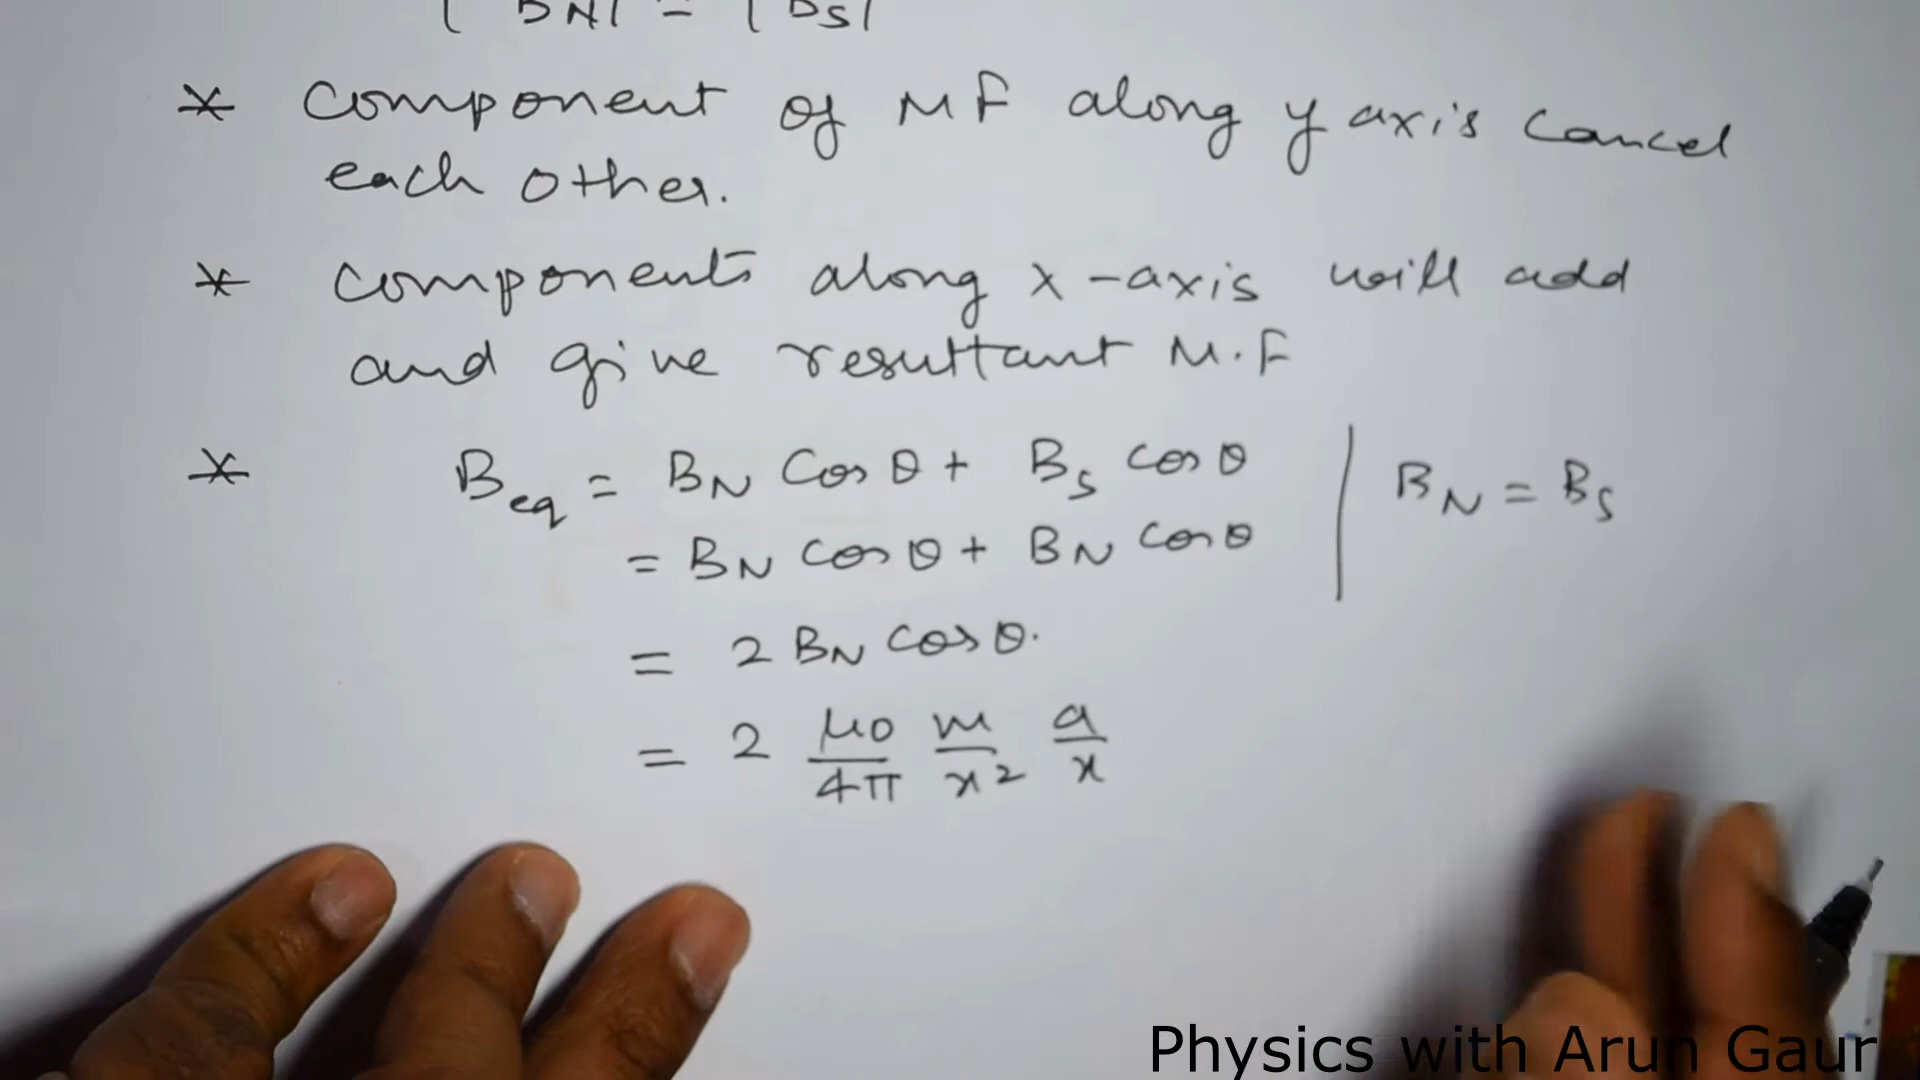 | B_N| = |B_S|
* component of MF along y axis cancel
each other.
* components along x-axis will add
and give resultant M.F
* B_eq = B_N Cos θ + B_S cos θ | B_N = B_S
= B_N cos θ + B_N cos θ
= 2 B_N cos θ.
= 2 μ0/4π m/x² a/x
Physics with Arun Gaur